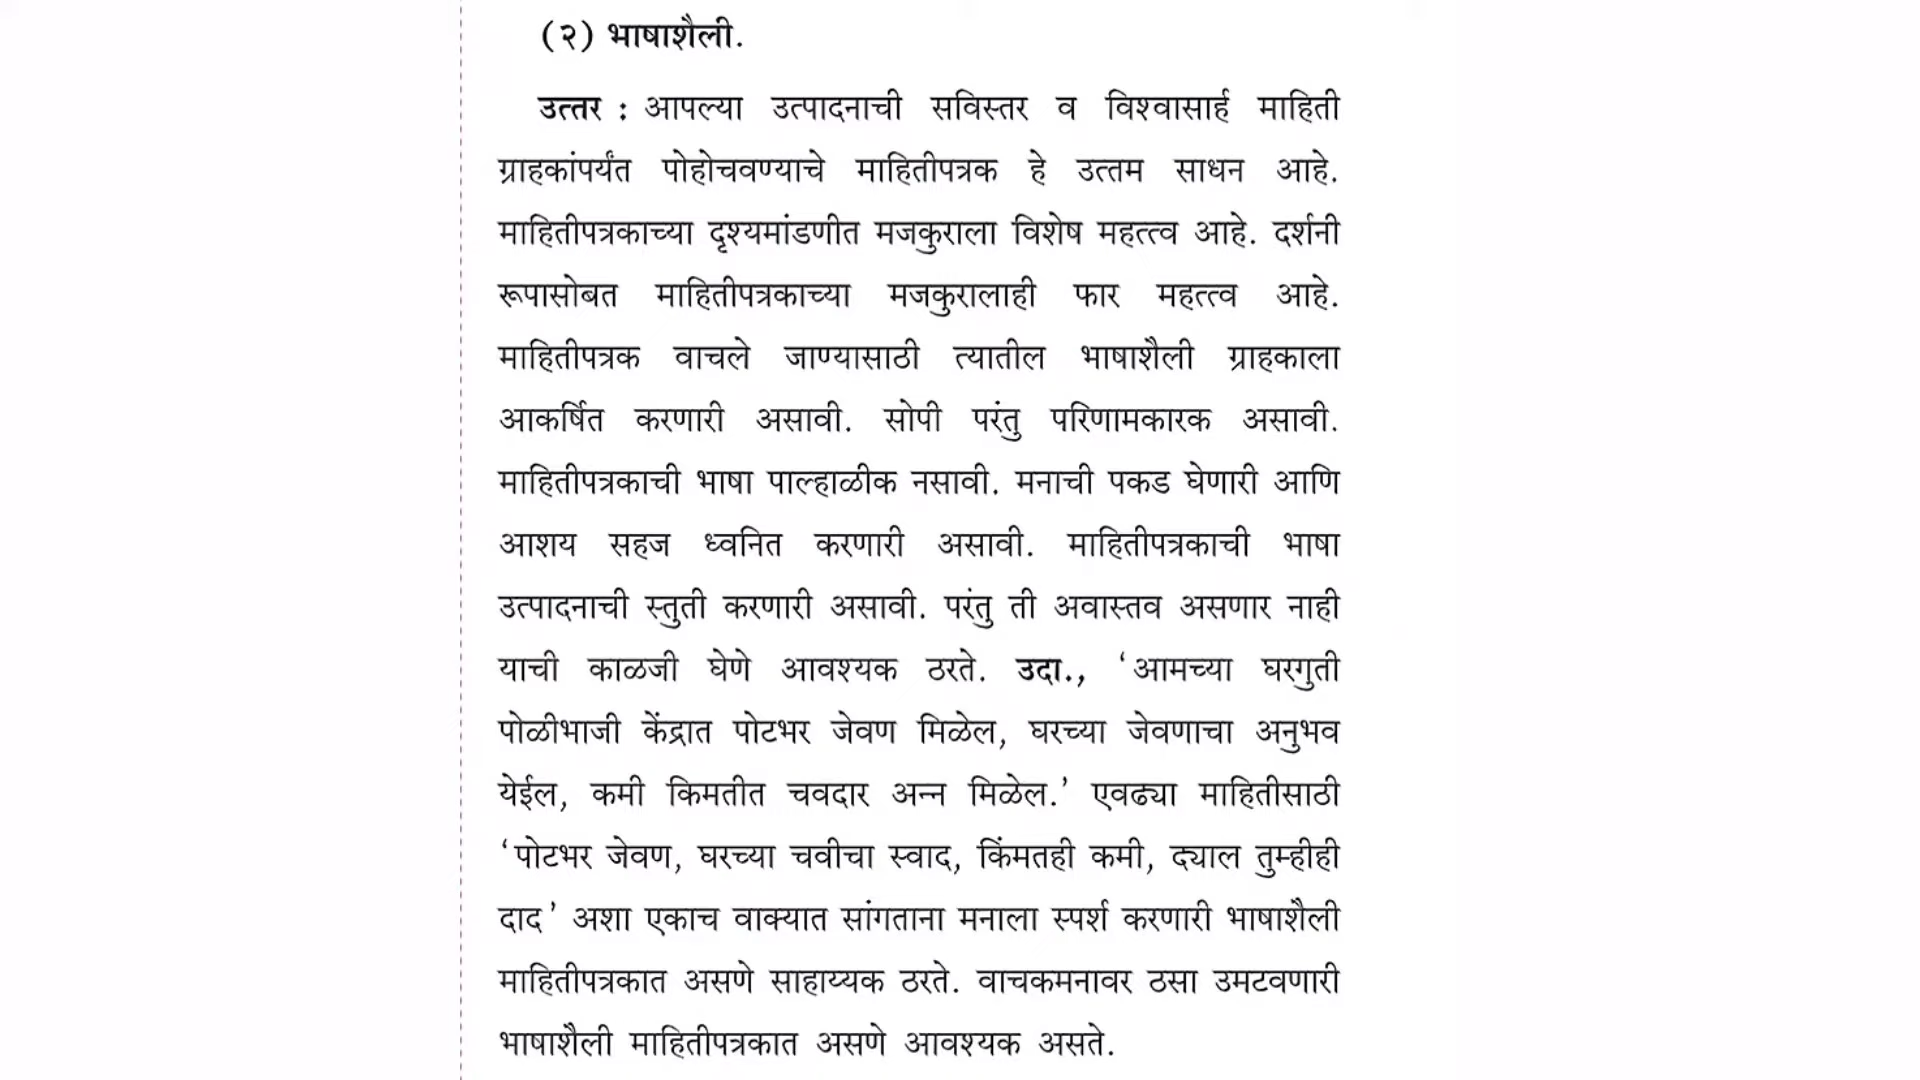 (२) भाषाशैली.
उत्तर : आपल्या उत्पादनाची सविस्तर व विश्वासार्ह माहिती
ग्राहकांपर्यंत पोहोचवण्याचे माहितीपत्रक हे उत्तम साधन आहे.
माहितीपत्रकाच्या दृश्यमांडणीत मजकुराला विशेष महत्त्व आहे. दर्शनी
रूपासोबत माहितीपत्रकाच्या मजकुरालाही फार महत्त्व आहे.
माहितीपत्रक वाचले जाण्यासाठी त्यातील भाषाशैली ग्राहकाला
आकर्षित करणारी असावी. सोपी परंतु परिणामकारक असावी.
माहितीपत्रकाची भाषा पाल्हाळीक नसावी. मनाची पकड घेणारी आणि
आशय सहज ध्वनित करणारी असावी. माहितीपत्रकाची भाषा
उत्पादनाची स्तुती करणारी असावी. परंतु ती अवास्तव असणार नाही
याची काळजी घेणे आवश्यक ठरते. उदा., ‘आमच्या घरगुती
पोळीभाजी केंद्रात पोटभर जेवण मिळेल, घरच्या जेवणाचा अनुभव
येईल, कमी किमतीत चवदार अन्न मिळेल.’ एवढ्या माहितीसाठी
‘पोटभर जेवण, घरच्या चवीचा स्वाद, किंमतही कमी, द्याल तुम्हीही
दाद’ अशा एकाच वाक्यात सांगताना मनाला स्पर्श करणारी भाषाशैली
माहितीपत्रकात असणे साहाय्यक ठरते. वाचकमनावर ठसा उमटवणारी
भाषाशैली माहितीपत्रकात असणे आवश्यक असते.